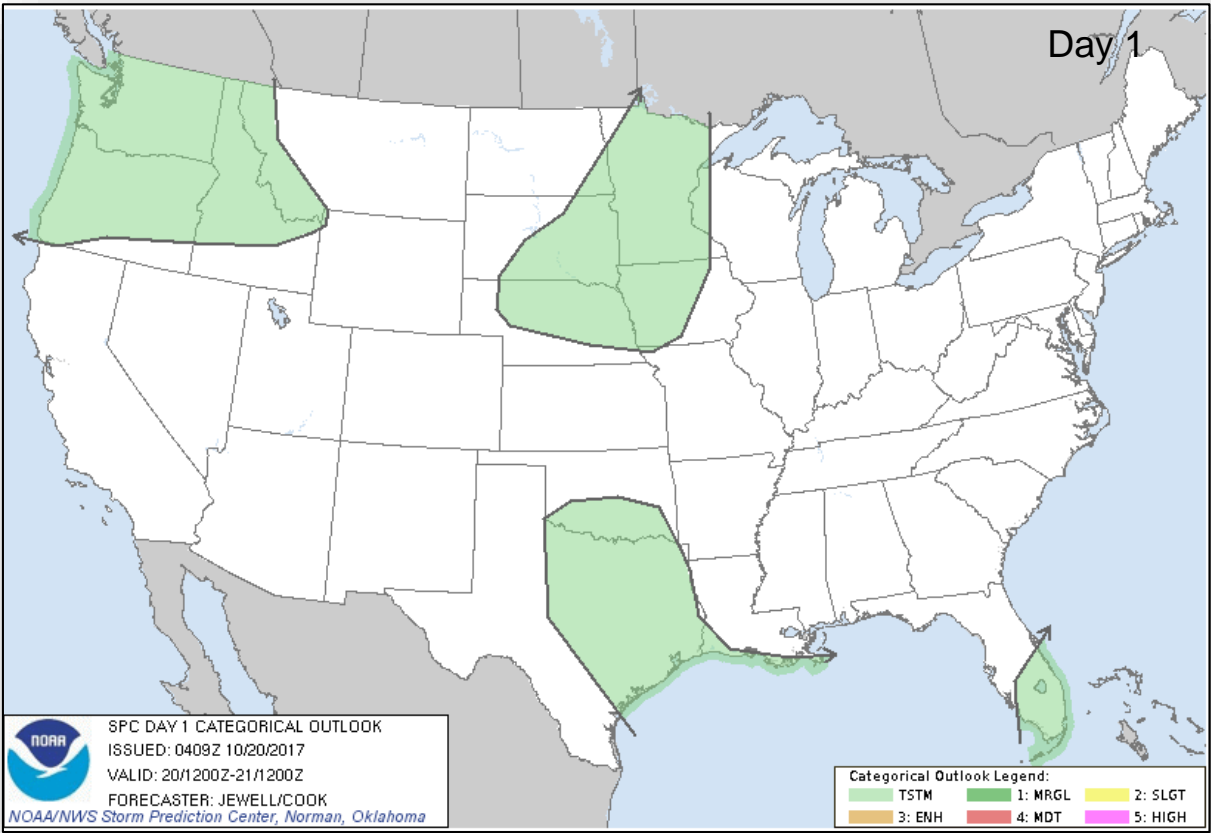 Day 1
NOAA
SPC DAY 1 CATEGORICAL OUTLOOK
ISSUED: 0409Z 10/20/2017
VALID: 20/1200Z-21/1200Z
FORECASTER: JEWELL/COOK
NOAA/NWS Storm Prediction Center, Norman, Oklahoma
Categorical Outlook Legend:
TSTM 1: MRGL 2: SLGT
3: ENH 4: MDT 5: HIGH